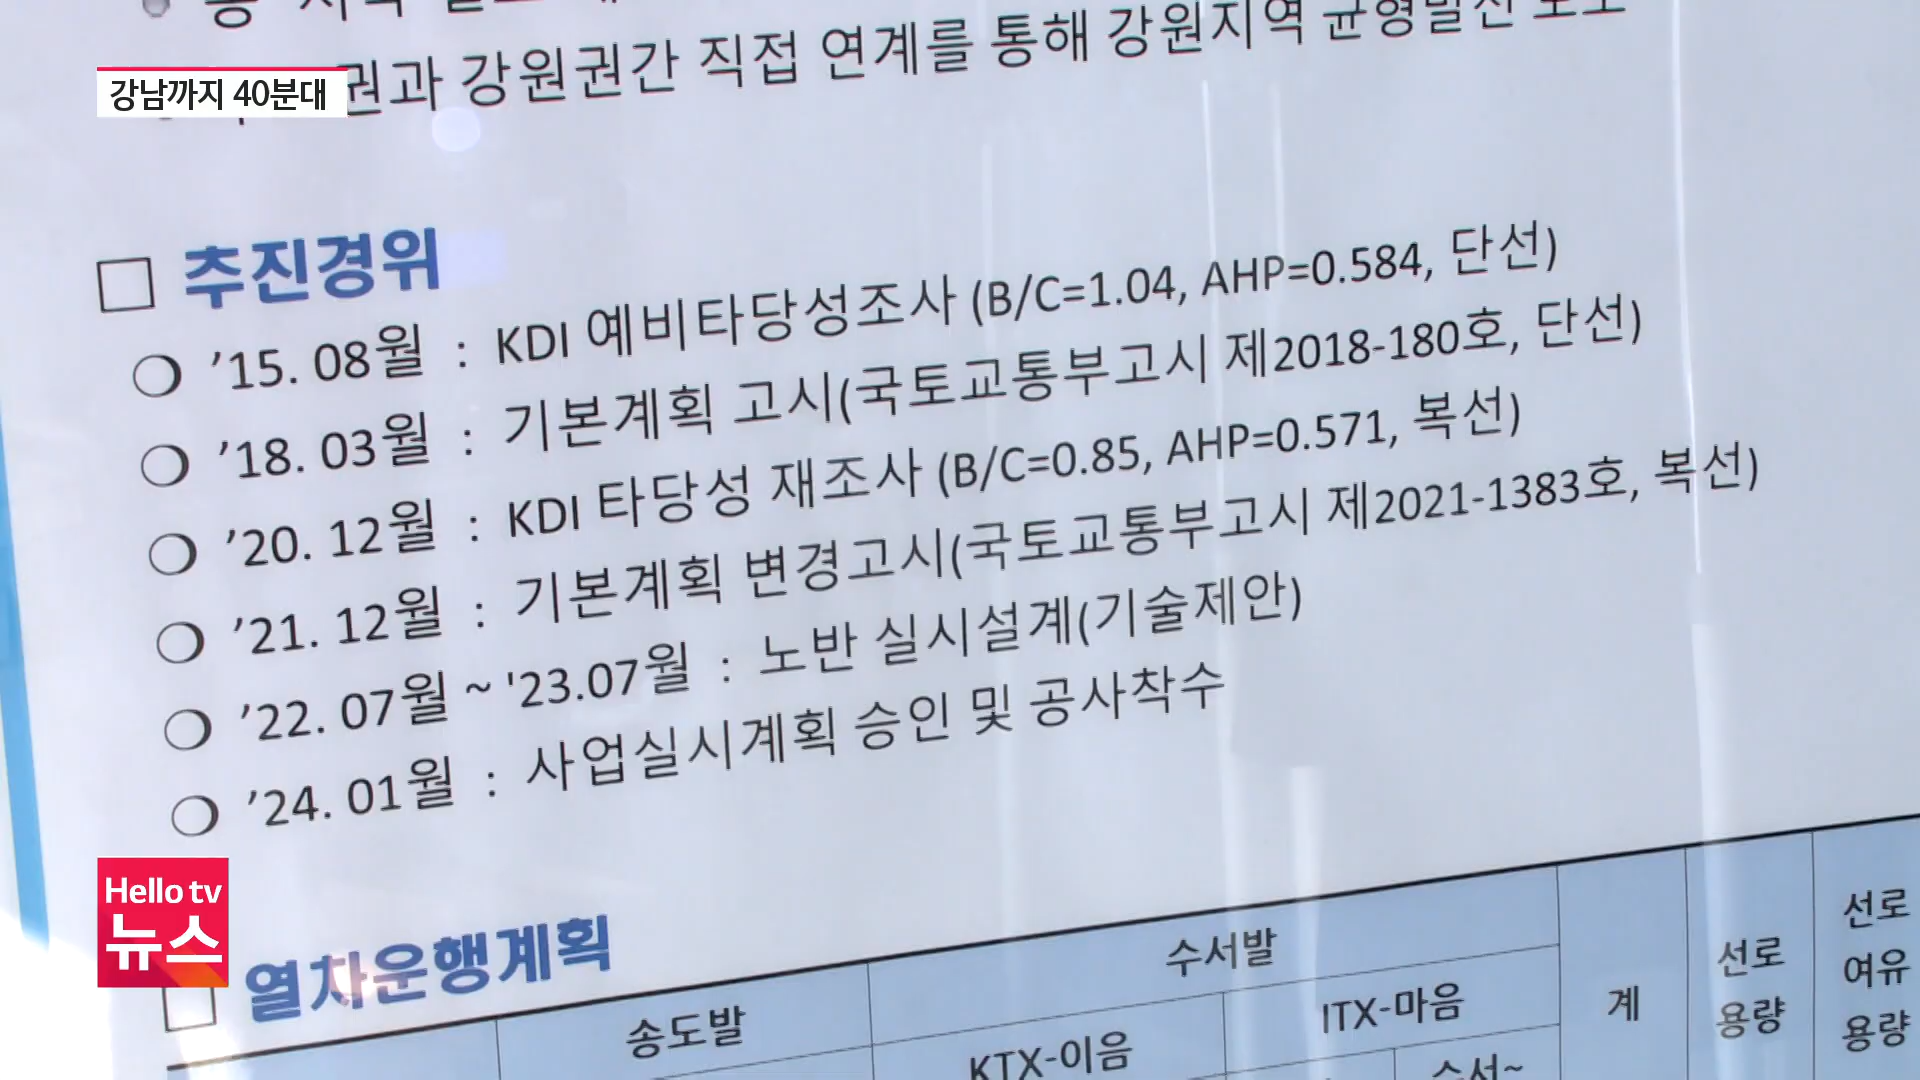 권과 강원권간 직접 연계를 통해 강원지역 균형발전
강남까지 40분대
□ 추진경위
○ ’15. 08월 : KDI 예비타당성조사 (B/C=1.04, AHP=0.584, 단선)
○ ’18. 03월 : 기본계획 고시(국토교통부고시 제2018-180호, 단선)
○ ’20. 12월 : KDI 타당성 재조사 (B/C=0.85, AHP=0.571, 복선)
○ ’21. 12월 : 기본계획 변경고시(국토교통부고시 제2021-1383호, 복선)
○ ’22. 07월 ~ '23.07월 : 노반 실시설계(기술제안)
○ ’24. 01월 : 사업실시계획 승인 및 공사착수
Hello tv
뉴스
□ 열차운행계획
송도발
수서발
KTX-이음
ITX-마음
수서~
계
선로
용량
선로
여유
용량